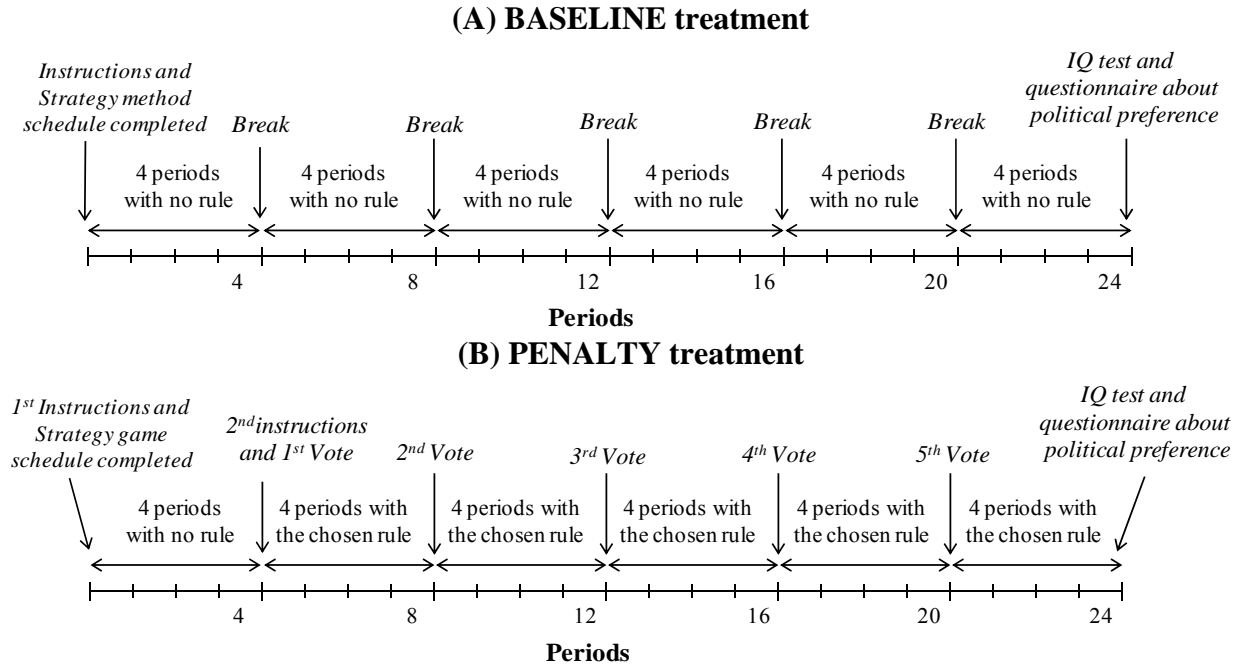 (A) BASELINE treatment
Instructions and
Strategy method
schedule completed
Break
Break
Break
Break
Break
IQ test and
questionnaire about
political preference
4 periods
with no rule
4 periods
with no rule
4 periods
with no rule
4 periods
with no rule
4 periods
with no rule
4 periods
with no rule
4
8
12
16
20
24
Periods
(B) PENALTY treatment
1st Instructions and
Strategy game
schedule completed
2nd instructions
and 1st Vote
2nd Vote
3rd Vote
4th Vote
5th Vote
IQ test and
questionnaire about
political preference
4 periods
with no rule
4 periods with
the chosen rule
4 periods with
the chosen rule
4 periods with
the chosen rule
4 periods with
the chosen rule
4 periods with
the chosen rule
4
8
12
16
20
24
Periods